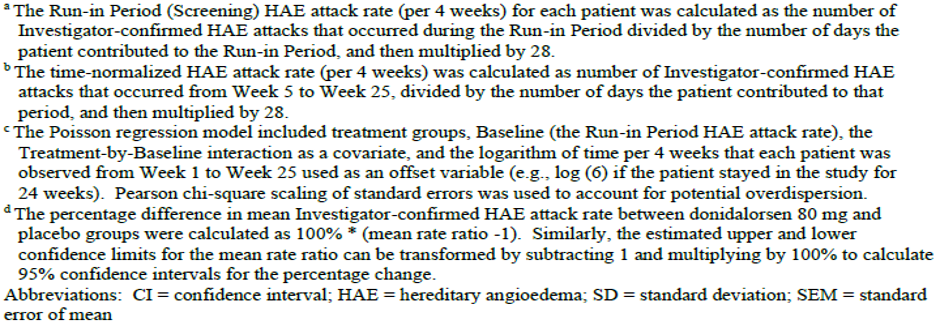 a The Run-in Period (Screening) HAE attack rate (per 4 weeks) for each patient was calculated as the number of
Investigator-confirmed HAE attacks that occurred during the Run-in Period divided by the number of days the
patient contributed to the Run-in Period, and then multiplied by 28.
b The time-normalized HAE attack rate (per 4 weeks) was calculated as number of Investigator-confirmed HAE
attacks that occurred from Week 5 to Week 25, divided by the number of days the patient contributed to that
period, and then multiplied by 28.
c The Poisson regression model included treatment groups, Baseline (the Run-in Period HAE attack rate), the
Treatment-by-Baseline interaction as a covariate, and the logarithm of time per 4 weeks that each patient was
observed from Week 1 to Week 25 used as an offset variable (e.g., log (6) if the patient stayed in the study for
24 weeks). Pearson chi-square scaling of standard errors was used to account for potential overdispersion.
d The percentage difference in mean Investigator-confirmed HAE attack rate between donidalorsen 80 mg and
placebo groups were calculated as 100% * (mean rate ratio -1). Similarly, the estimated upper and lower
confidence limits for the mean rate ratio can be transformed by subtracting 1 and multiplying by 100% to calculate
95% confidence intervals for the percentage change.
Abbreviations: CI = confidence interval; HAE = hereditary angioedema; SD = standard deviation; SEM = standard
error of mean